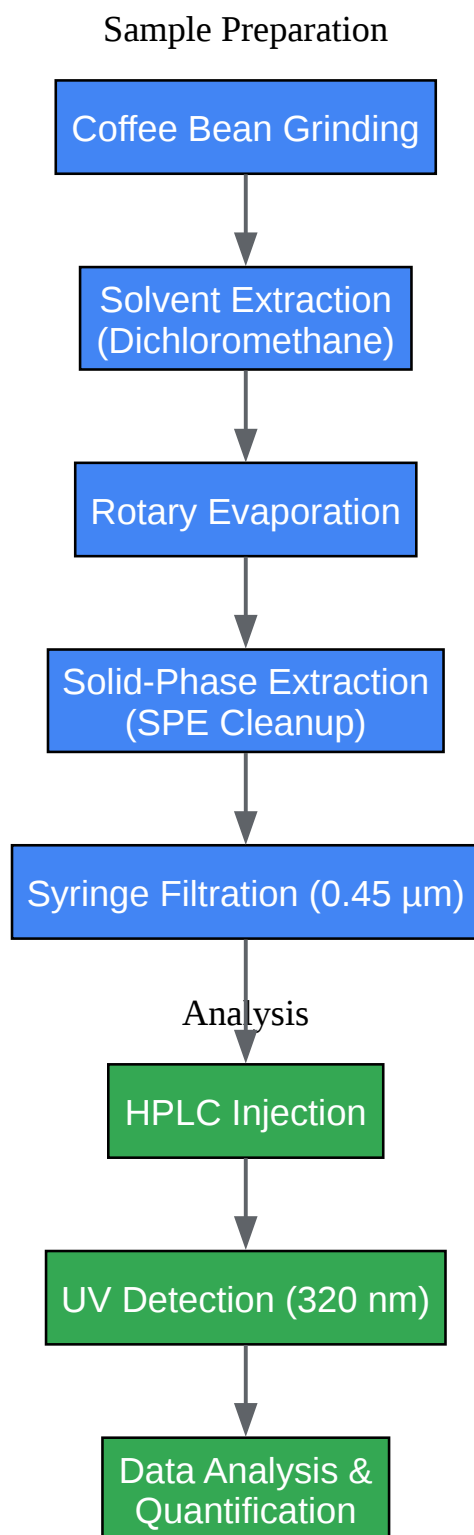 Sample Preparation
Coffee Bean Grinding
Solvent Extraction
(Dichloromethane)
Rotary Evaporation
Solid-Phase Extraction
(SPE Cleanup)
Syringe Filtration (0.45 µm)
Analysis
HPLC Injection
UV Detection (320 nm)
Data Analysis &
Quantification